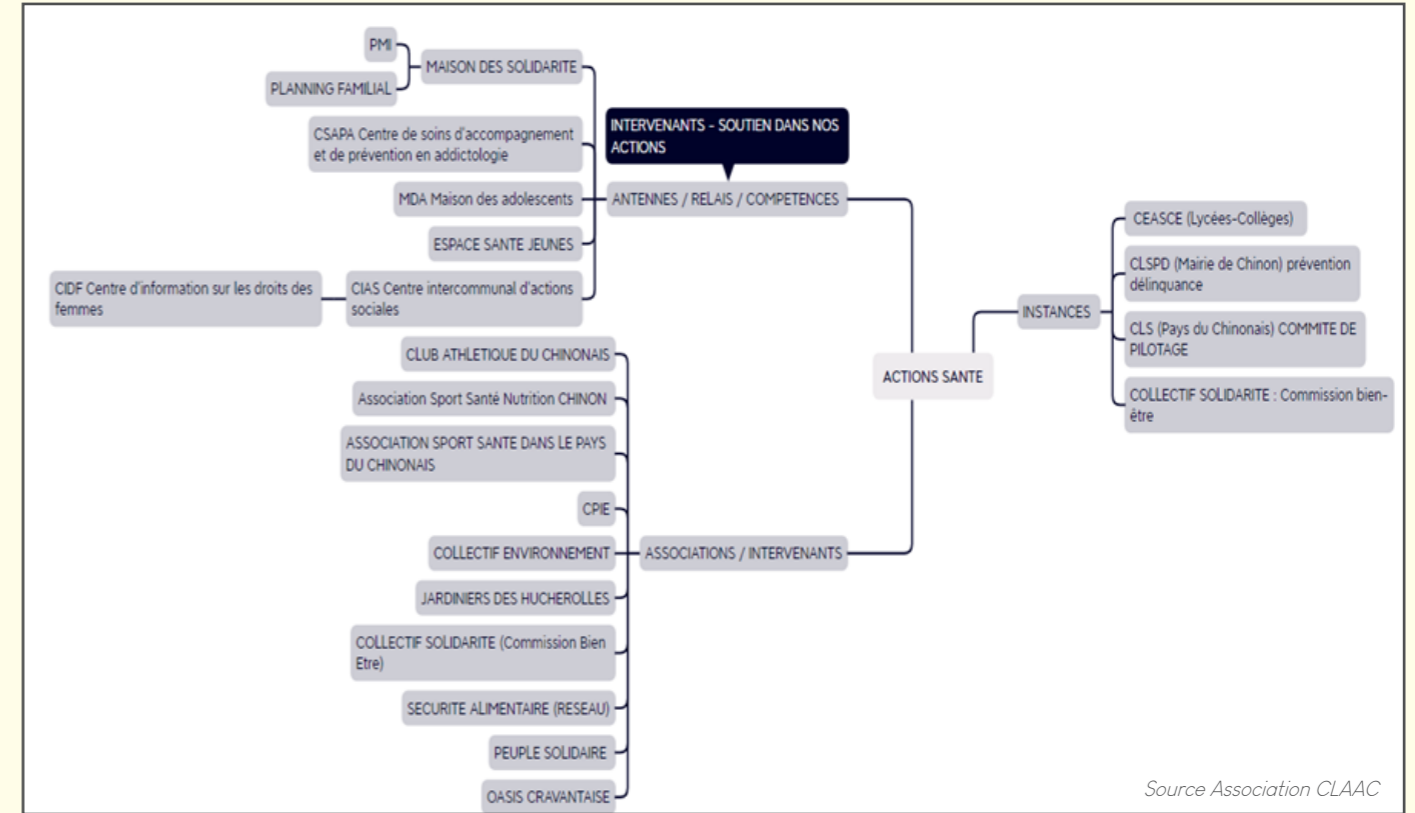 PMI
MAISON DES SOLIDARITE
PLANNING FAMILIAL
CSAPA Centre de soins d'accompagnement
et de prévention en addictologie
MDA Maison des adolescents
ESPACE SANTE JEUNES
CIDF Centre d'information sur les droits des
femmes
CIAS Centre intercommunal d'actions
sociales
INTERVENANTS - SOUTIEN DANS NOS
ACTIONS
ANTENNES / RELAIS / COMPETENCES
CLUB ATHLETIQUE DU CHINONAIS
Association Sport Santé Nutrition CHINON
ASSOCIATION SPORT SANTE DANS LE PAYS
DU CHINONAIS
CPIE
COLLECTIF ENVIRONNEMENT
JARDINIERS DES HUCHEROLLES
COLLECTIF SOLIDARITE (Commission Bien
Etre)
SECURITE ALIMENTAIRE (RESEAU)
PEUPLE SOLIDAIRE
OASIS CRAVANTAISE
ASSOCIATIONS / INTERVENANTS
ACTIONS SANTE
INSTANCES
CEASCE (Lycées-Collèges)
CLSPD (Mairie de Chinon) prévention
délinquance
CLS (Pays du Chinonais) COMMITE DE
PILOTAGE
COLLECTIF SOLIDARITE : Commission bien-
être
Source Association CLAAC